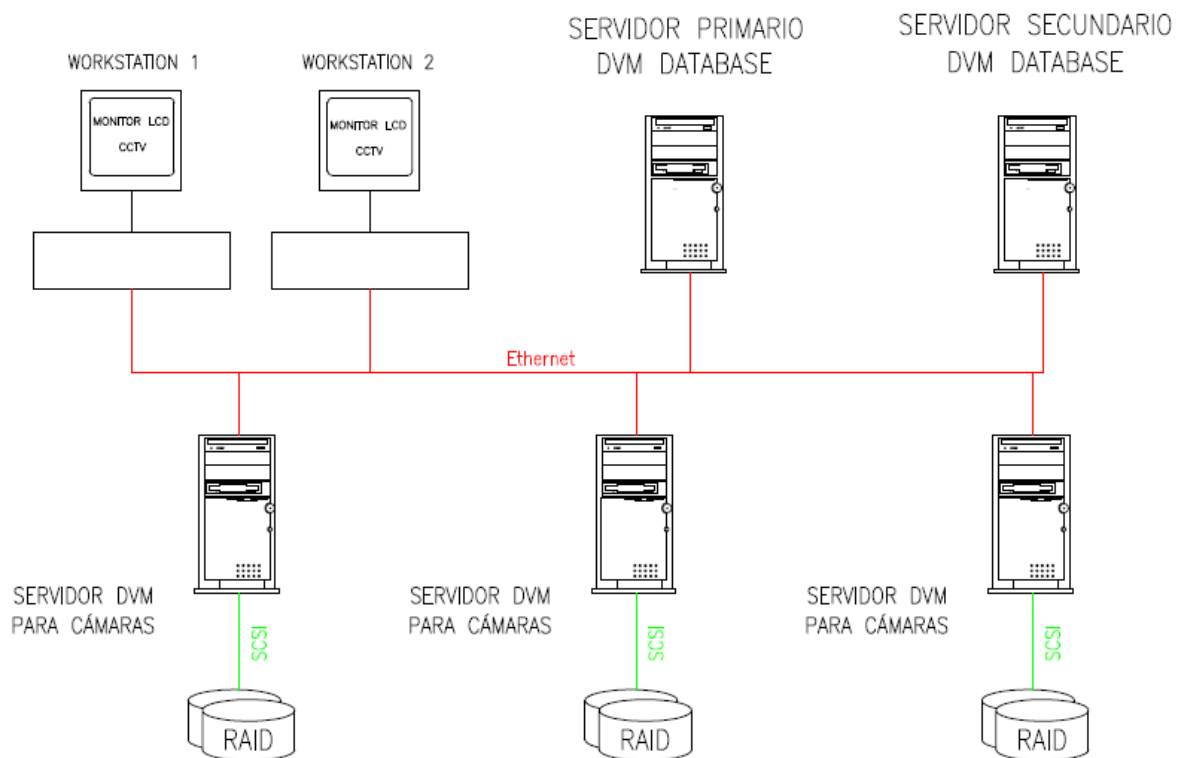 WORKSTATION 1
WORKSTATION 2
SERVIDOR PRIMARIO
DVM DATABASE
SERVIDOR SECUNDARIO
DVM DATABASE
MONITOR LCD
CCTV
MONITOR LCD
CCTV
Ethernet
SERVIDOR DVM
PARA CÁMARAS
SCSI
SERVIDOR DVM
PARA CÁMARAS
SCSI
SERVIDOR DVM
PARA CÁMARAS
SCSI
RAID
RAID
RAID